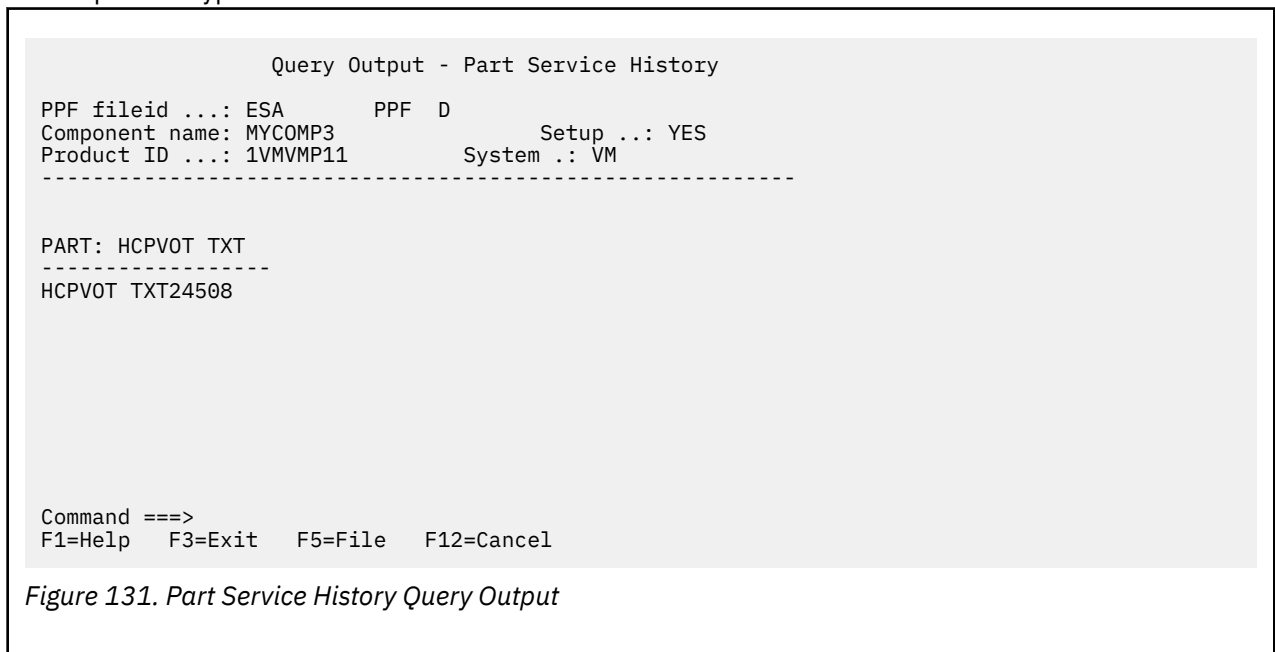 Query Output - Part Service History
PPF fileid ...: ESA PPF D
Component name: MYCOMP3 Setup ..: YES
Product ID ...: 1VMVMP11 System .: VM
-----------------------------------------------------------
PART: HCPVOT TXT
------------------
HCPVOT TXT24508
Command ===>
F1=Help F3=Exit F5=File F12=Cancel
Figure 131. Part Service History Query Output